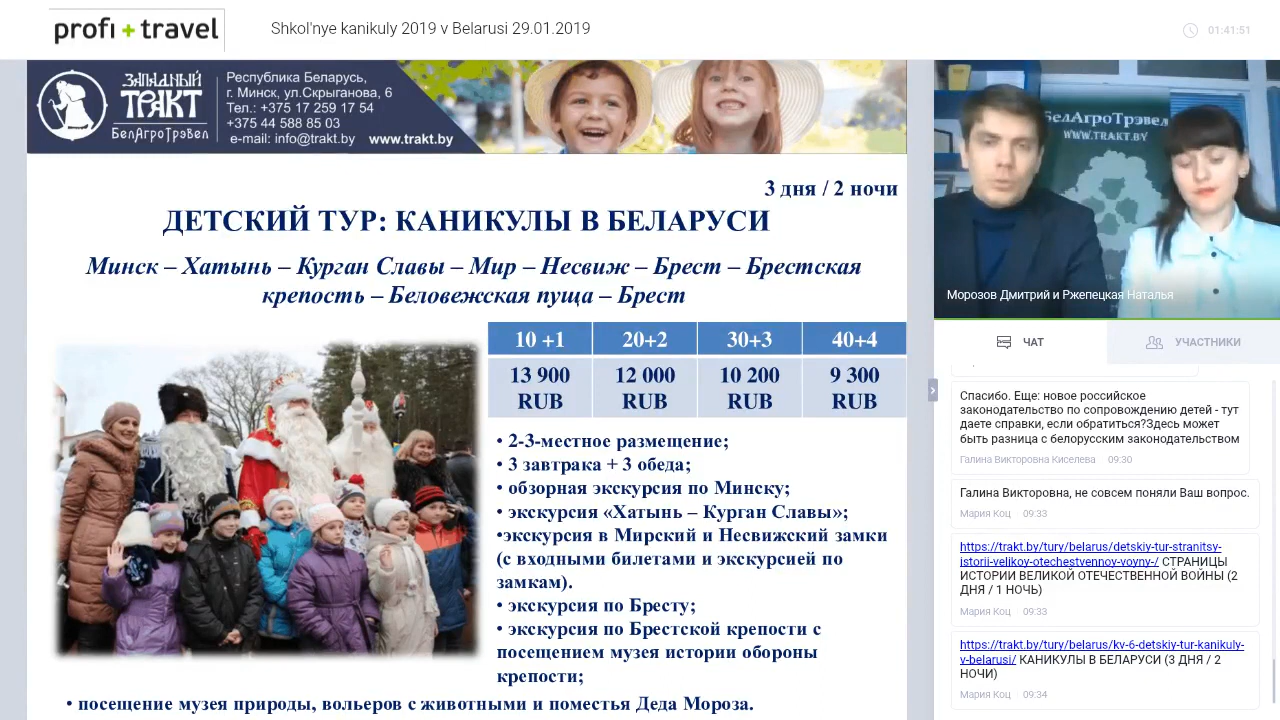 profi + travel
Shkol'nye kanikuly 2019 v Belarusi 29.01.2019
01:41:51
ЗАПАДНЫЙ
ТРАКТ
БелАгроТрэвел
Республика Беларусь,
г. Минск, ул.Скрыганова, 6
Тел.: +375 17 259 17 54
+375 44 588 85 03
e-mail: info@trakt.by www.trakt.by
3 дня / 2 ночи
ДЕТСКИЙ ТУР: КАНИКУЛЫ В БЕЛАРУСИ
Минск – Хатынь – Курган Славы – Мир – Несвиж – Брест – Брестская
крепость – Беловежская пуща – Брест
10 +1 20+2 30+3 40+4
13 900 12 000 10 200 9 300
RUB RUB RUB RUB
• 2-3-местное размещение;
• 3 завтрака + 3 обеда;
• обзорная экскурсия по Минску;
• экскурсия «Хатынь – Курган Славы»;
•экскурсия в Мирский и Несвижский замки
(с входными билетами и экскурсией по
замкам).
• экскурсия по Бресту;
• экскурсия по Брестской крепости с
посещением музея истории обороны
крепости;
• посещение музея природы, вольеров с животными и поместья Деда Мороза.
БелАгроТрэвел
WWW.TRAKT.BY
Морозов Дмитрий и Ржепецкая Наталья
ЧАТ
УЧАСТНИКИ
Спасибо. Еще: новое российское
законодательство по сопровождению детей - тут
даете справки, если обратиться?Здесь может
быть разница с белорусским законодательством
Галина Викторовна Киселева 09:30
Галина Викторовна, не совсем поняли Ваш вопрос.
Мария Коц 09:33
https://trakt.by/tury/belarus/detskiy-tur-stranitsy-
istorii-velikoy-otechestvennoy-voyny-/ СТРАНИЦЫ
ИСТОРИИ ВЕЛИКОЙ ОТЕЧЕСТВЕННОЙ ВОЙНЫ (2
ДНЯ / 1 НОЧЬ)
Мария Коц 09:33
https://trakt.by/tury/belarus/kv-6-detskiy-tur-kanikuly-
v-belarusi/ КАНИКУЛЫ В БЕЛАРУСИ (3 ДНЯ / 2
НОЧИ)
Мария Коц 09:34